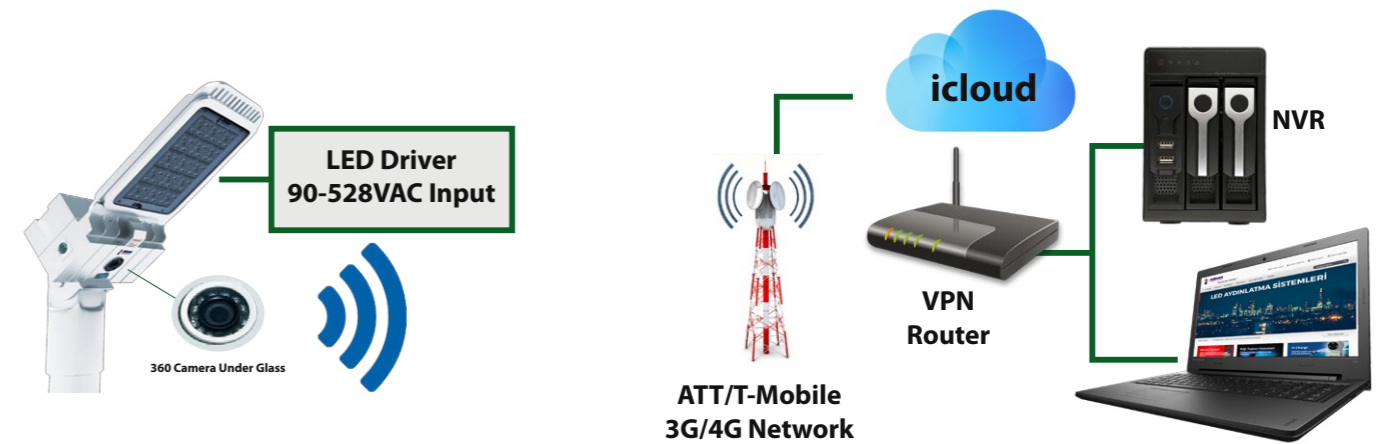 LED Driver
90-528VAC Input
360 Camera Under Glass
icloud
NVR
VPN
Router
ATT/T-Mobile
3G/4G Network
LED AYDINLATMA SİSTEMLERİ